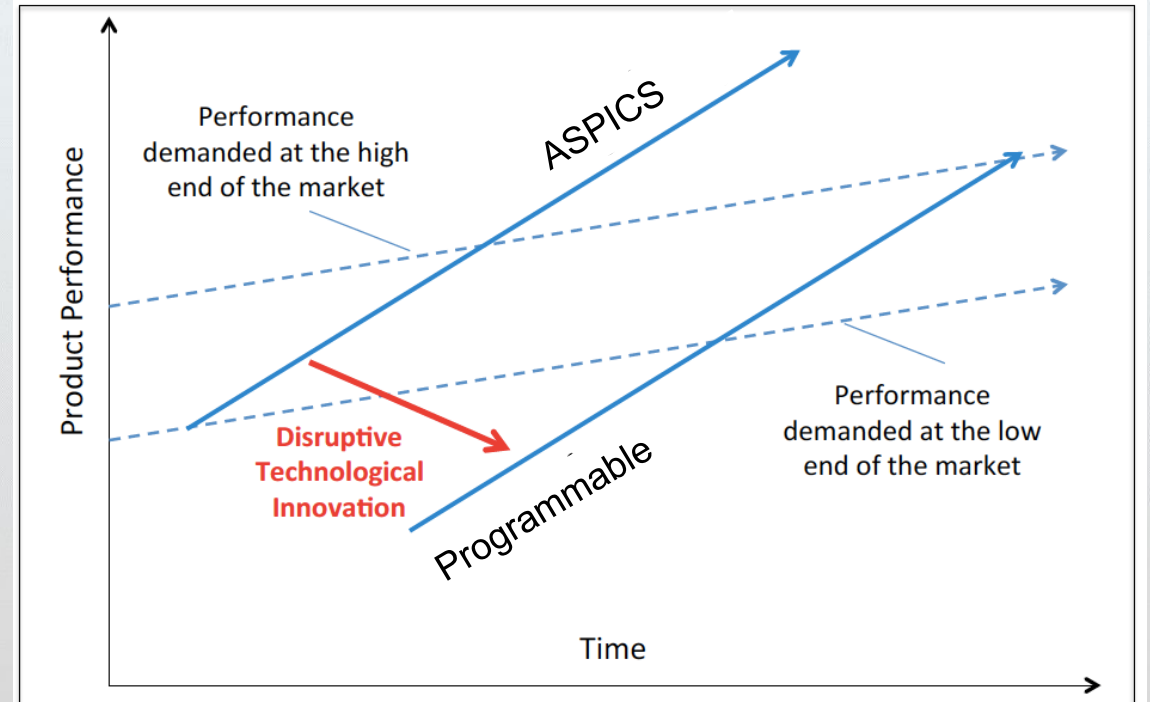 Performance
demanded at the high
end of the market
ASPICS
Product Performance
Disruptive
Technological
Innovation
Programmable
Performance
demanded at the low
end of the market
Time